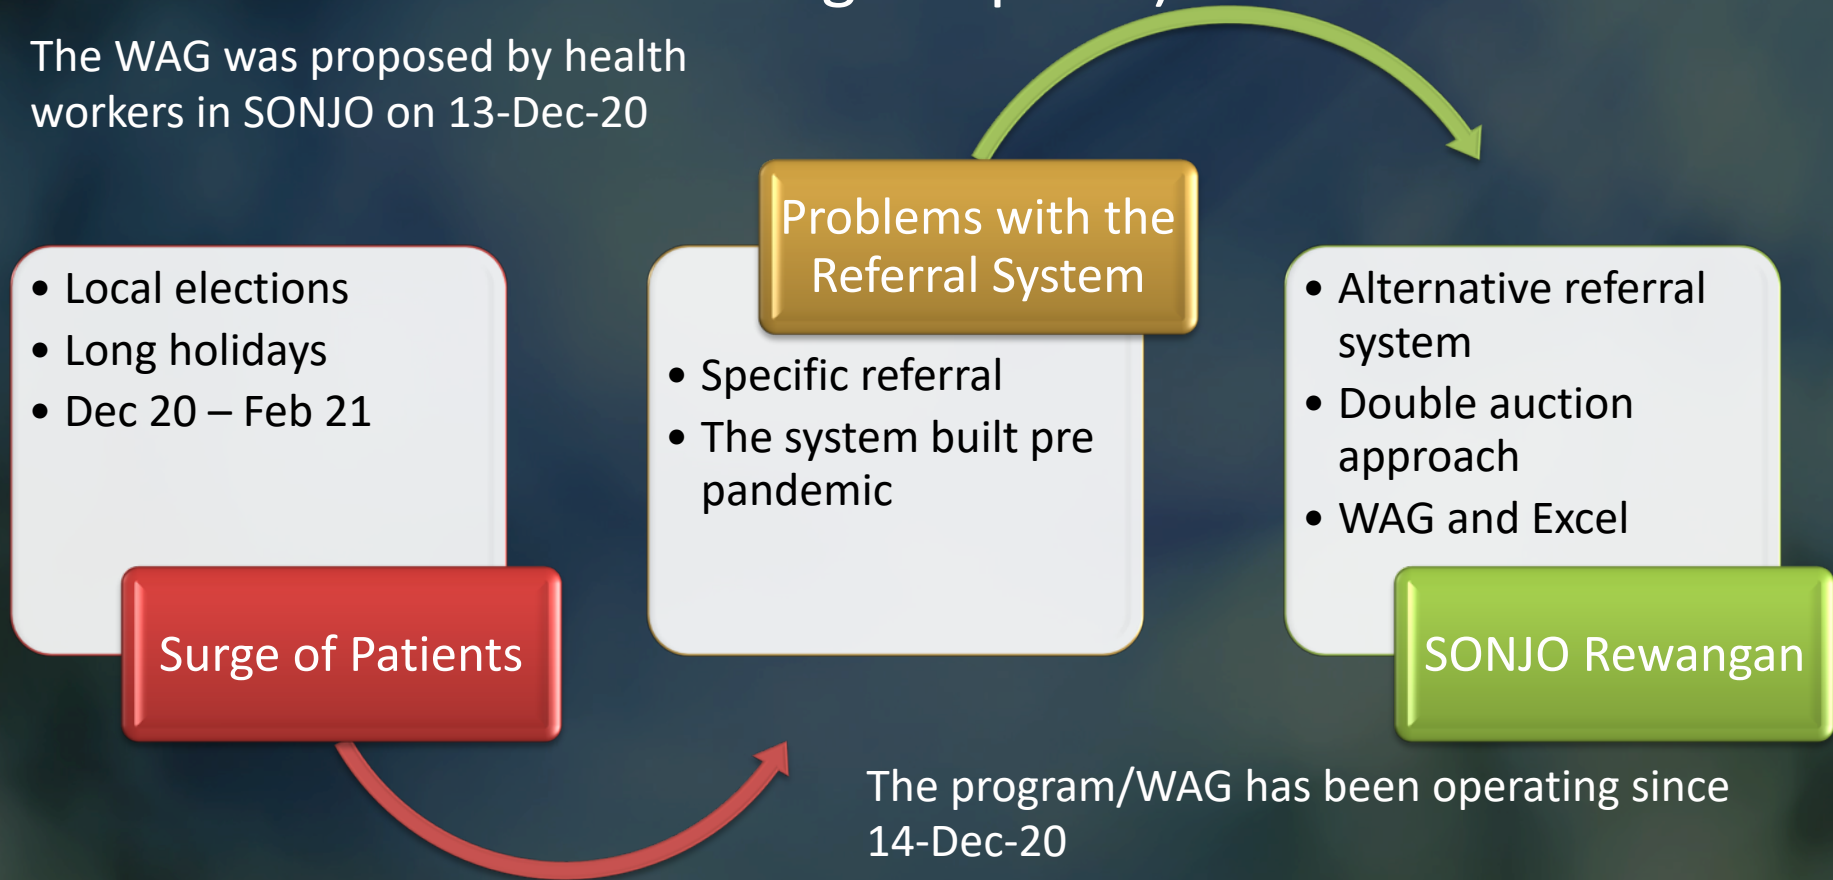 The WAG was proposed by health
workers in SONJO on 13-Dec-20
• Local elections
• Long holidays
• Dec 20 – Feb 21
Surge of Patients
Problems with the
Referral System
• Specific referral
• The system built pre
pandemic
• Alternative referral
system
• Double auction
approach
• WAG and Excel
SONJO Rewangan
The program/WAG has been operating since
14-Dec-20